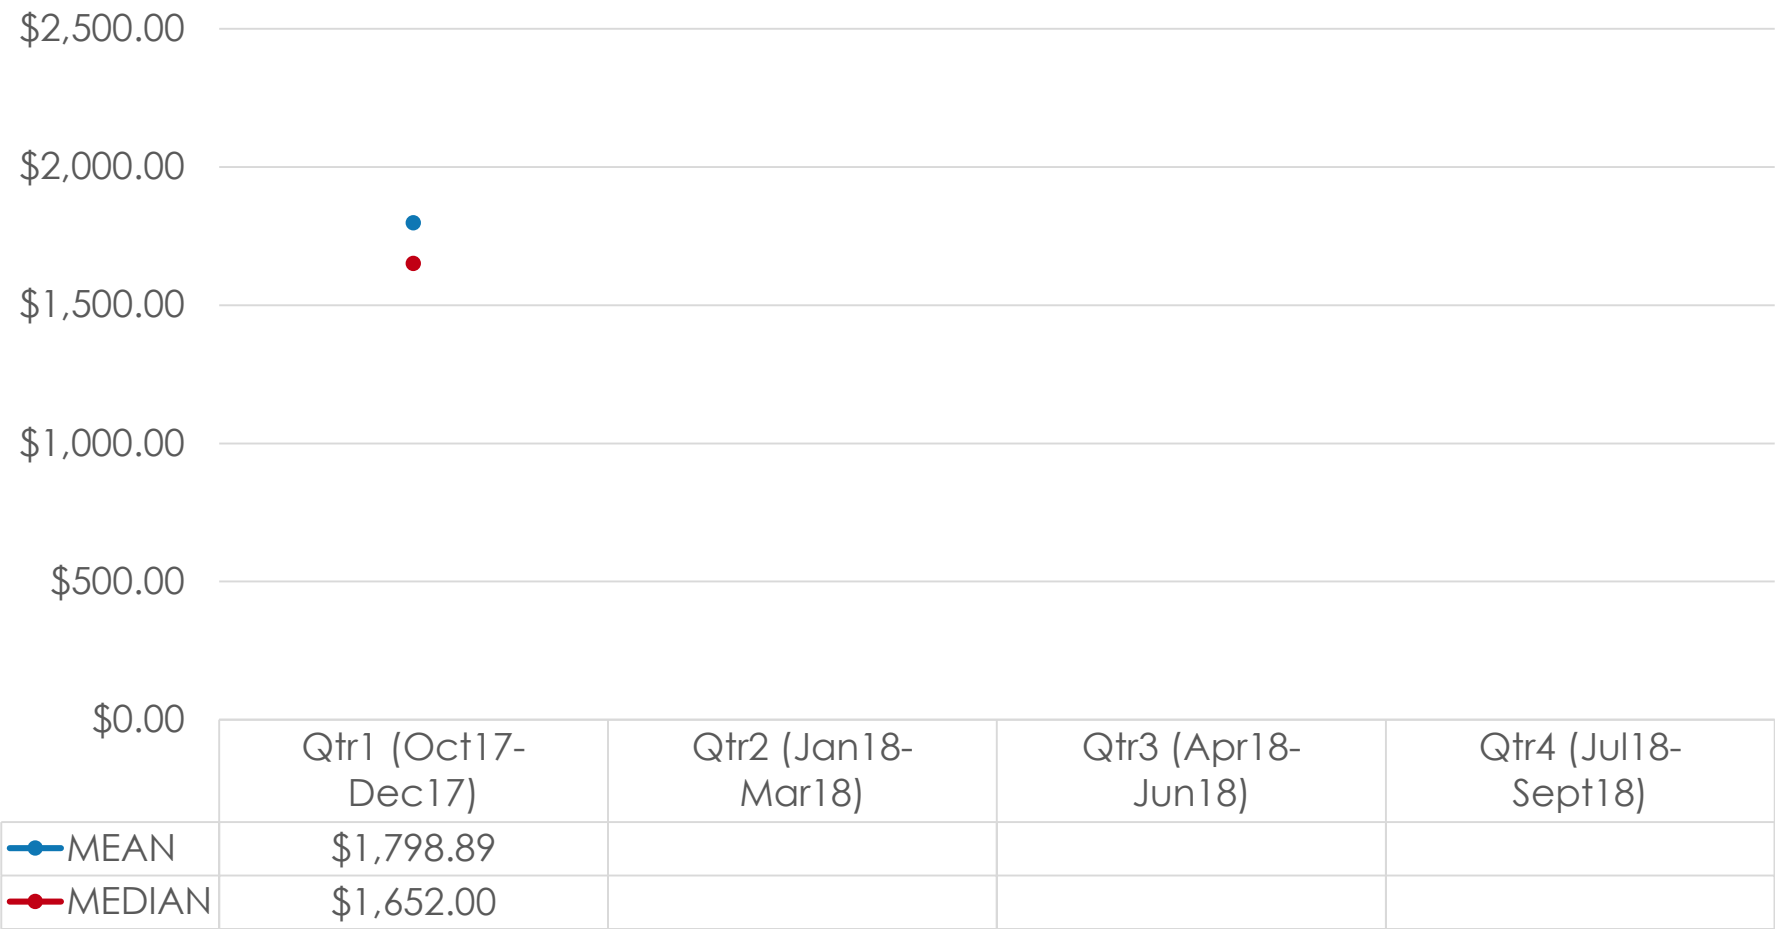 $2,500.00
$2,000.00
$1,500.00
$1,000.00
$500.00
$0.00
Qtr1 (Oct17-
Dec17)
Qtr2 (Jan18-
Mar18)
Qtr3 (Apr18-
Jun18)
Qtr4 (Jul18-
Sept18)
MEAN $1,798.89
MEDIAN $1,652.00